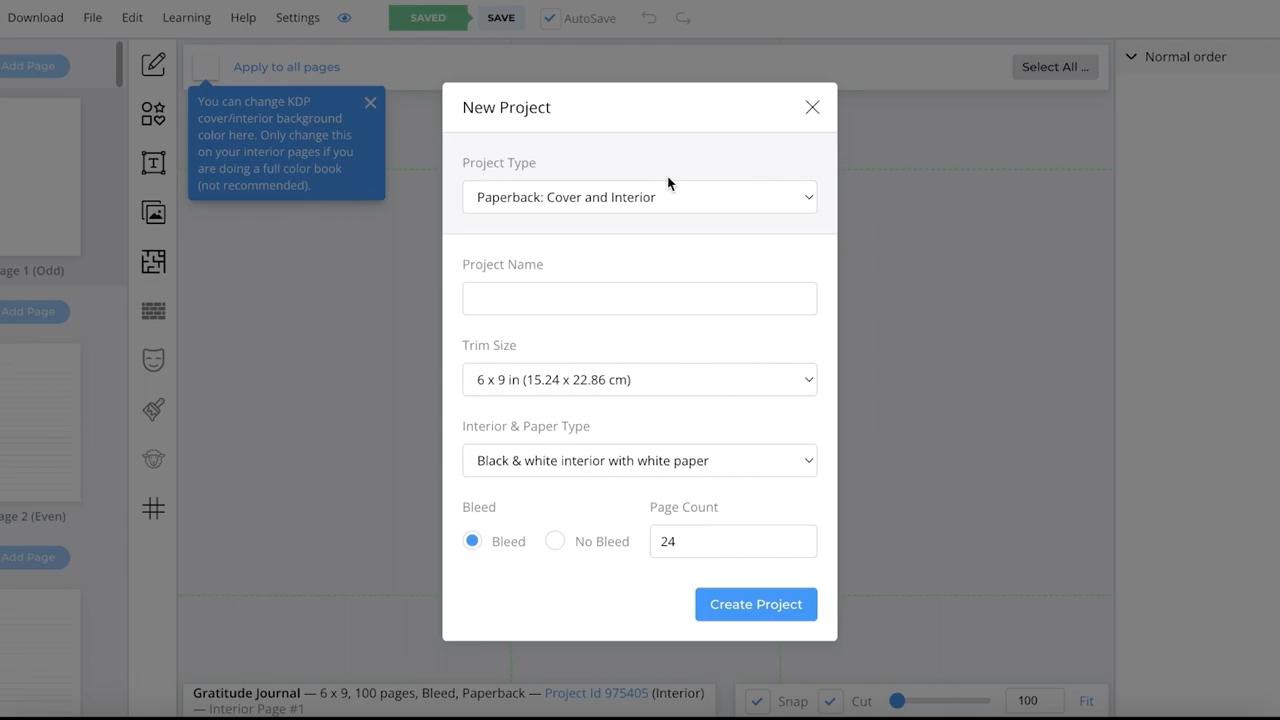 Download File Edit Learning Help Settings SAVED SAVE AutoSave
Add Page
Apply to all pages
Select All ...
Normal order
You can change KDP
cover/interior background
color here. Only change this
on your interior pages if you
are doing a full color book
(not recommended).
age 1 (Odd)
Add Page
age 2 (Even)
Add Page
New Project
Project Type
Paperback: Cover and Interior
Project Name
Trim Size
6 x 9 in (15.24 x 22.86 cm)
Interior & Paper Type
Black & white interior with white paper
Bleed Page Count
Bleed No Bleed 24
Create Project
Gratitude Journal — 6 x 9, 100 pages, Bleed, Paperback — Project Id 975405 (Interior)
— Interior Page #1
Snap Cut 100 Fit